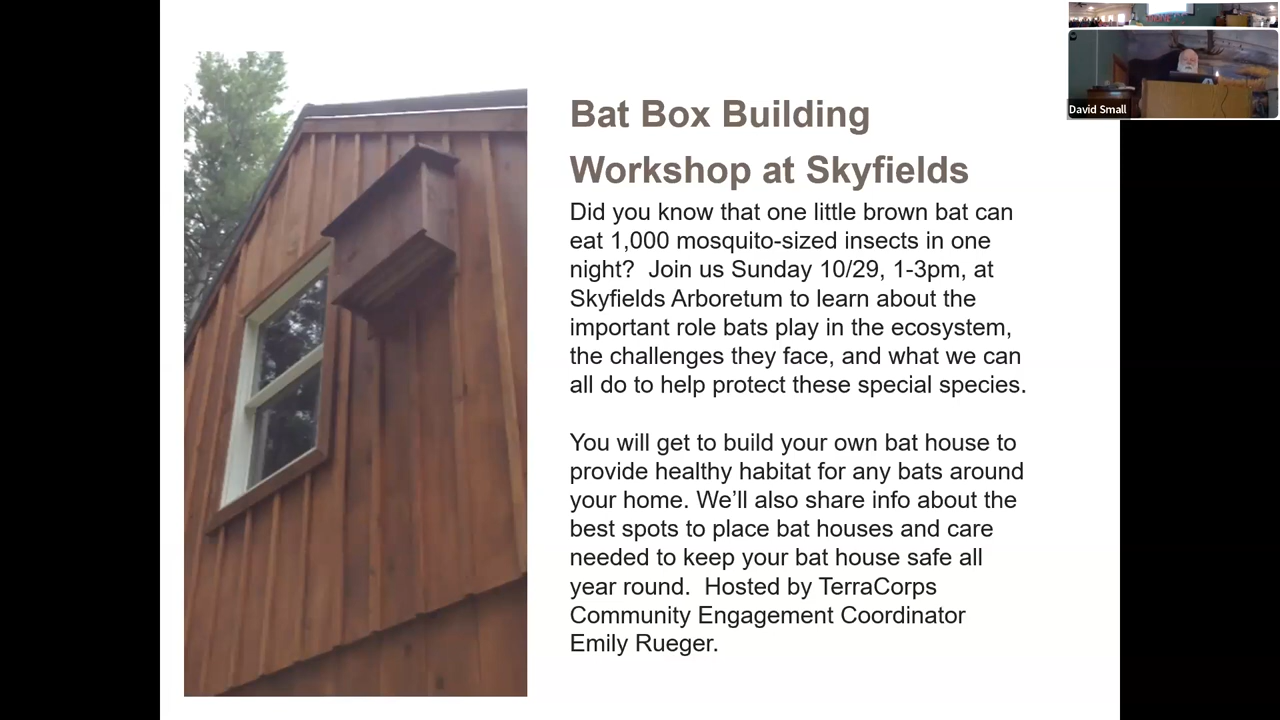 Bat Box Building
Workshop at Skyfields
Did you know that one little brown bat can
eat 1,000 mosquito-sized insects in one
night?  Join us Sunday 10/29, 1-3pm, at
Skyfields Arboretum to learn about the
important role bats play in the ecosystem,
the challenges they face, and what we can
all do to help protect these special species.
You will get to build your own bat house to
provide healthy habitat for any bats around
your home. We’ll also share info about the
best spots to place bat houses and care
needed to keep your bat house safe all
year round.  Hosted by TerraCorps
Community Engagement Coordinator
Emily Rueger.
David Small